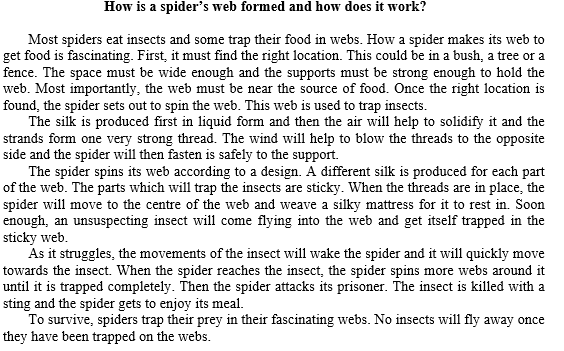 How is a spider’s web formed and how does it work?
Most spiders eat insects and some trap their food in webs. How a spider makes its web to
get food is fascinating. First, it must find the right location. This could be in a bush, a tree or a
fence. The space must be wide enough and the supports must be strong enough to hold the
web. Most importantly, the web must be near the source of food. Once the right location is
found, the spider sets out to spin the web. This web is used to trap insects.
The silk is produced first in liquid form and then the air will help to solidify it and the
strands form one very strong thread. The wind will help to blow the threads to the opposite
side and the spider will then fasten is safely to the support.
The spider spins its web according to a design. A different silk is produced for each part
of the web. The parts which will trap the insects are sticky. When the threads are in place, the
spider will move to the centre of the web and weave a silky mattress for it to rest in. Soon
enough, an unsuspecting insect will come flying into the web and get itself trapped in the
sticky web.
As it struggles, the movements of the insect will wake the spider and it will quickly move
towards the insect. When the spider reaches the insect, the spider spins more webs around it
until it is trapped completely. Then the spider attacks its prisoner. The insect is killed with a
sting and the spider gets to enjoy its meal.
To survive, spiders trap their prey in their fascinating webs. No insects will fly away once
they have been trapped on the webs.